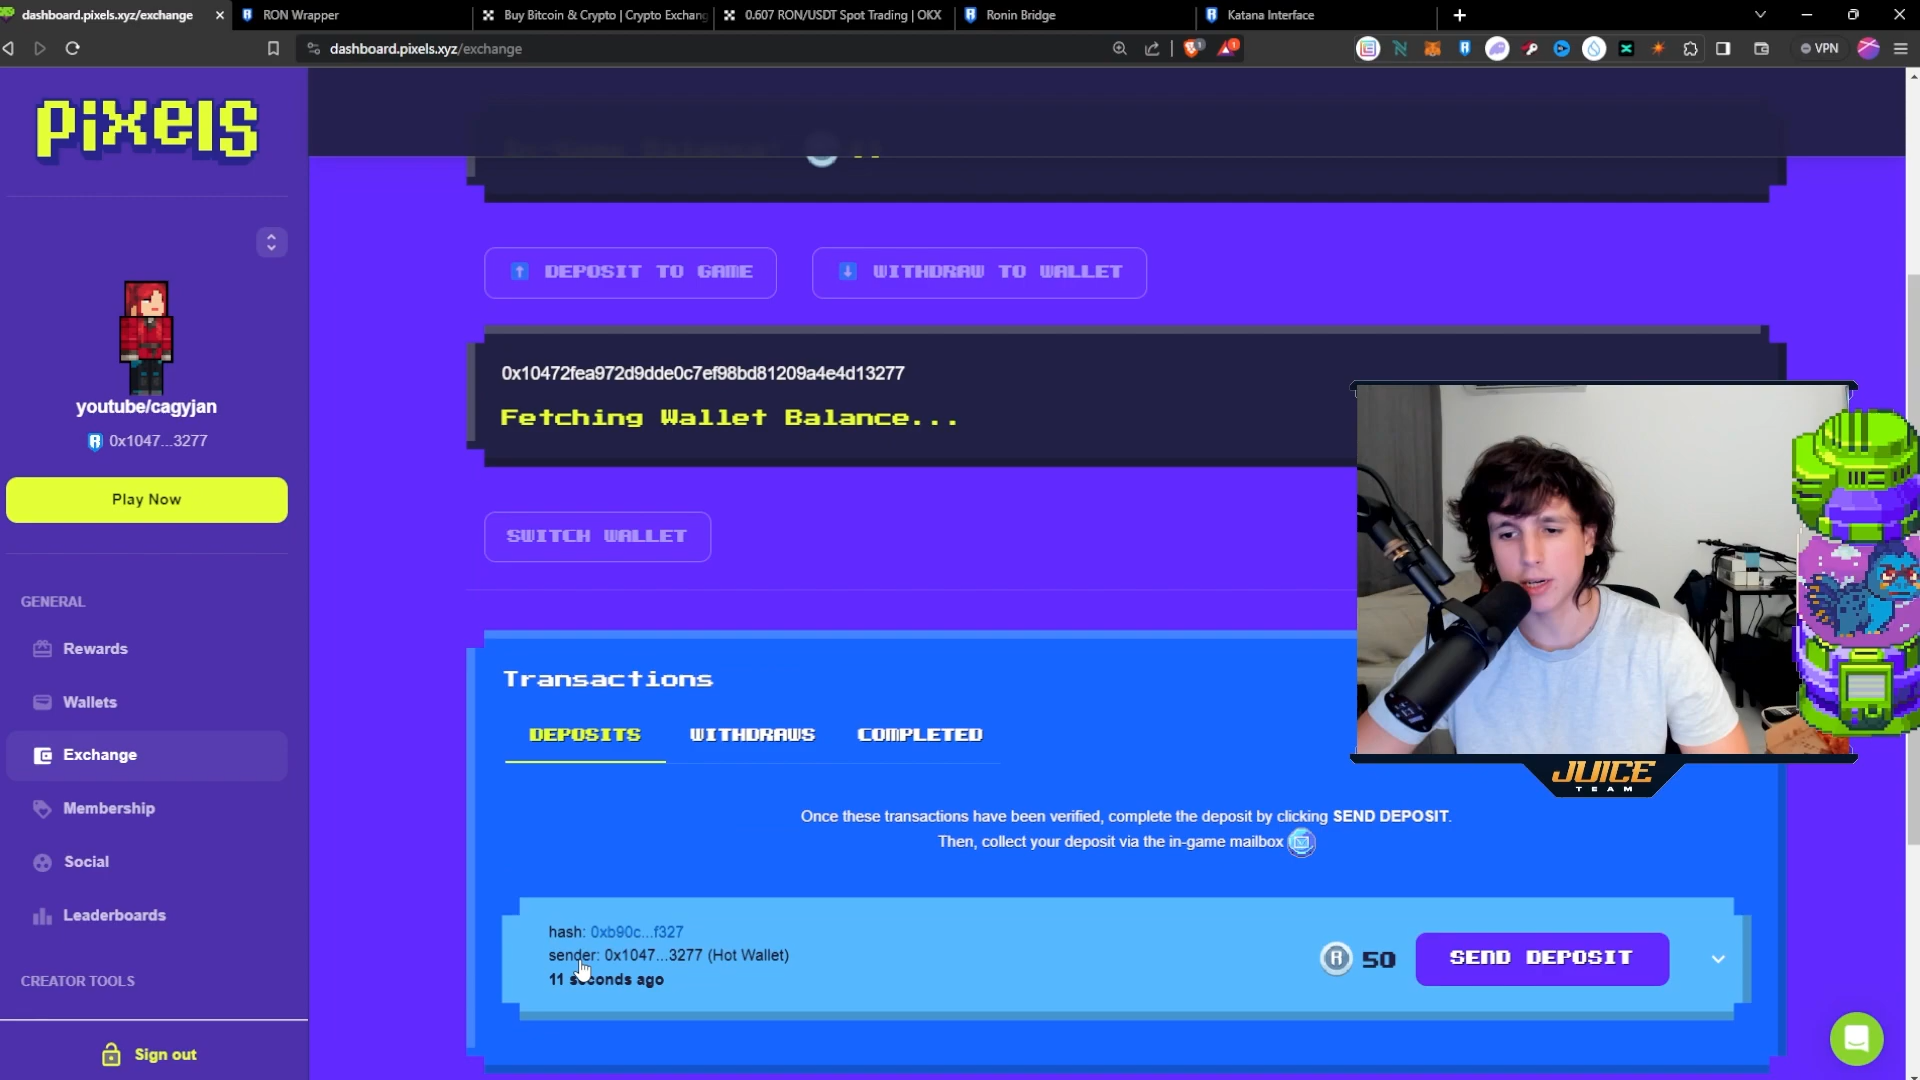 dashboard.pixels.xyz/exchange
RON Wrapper
Buy Bitcoin & Crypto | Crypto Exchang
0.607 RON/USDT Spot Trading | OKX
Ronin Bridge
Katana Interface
dashboard.pixels.xyz/exchange
VPN
pixels
youtube/cagyjan
0x1047...3277
Play Now
GENERAL
Rewards
Wallets
Exchange
Membership
Social
Leaderboards
CREATOR TOOLS
Sign out
DEPOSIT TO GAME
WITHDRAW TO WALLET
0x10472fea972d9dde0c7ef98bd81209a4e4d13277
Fetching Wallet Balance...
SWITCH WALLET
Transactions
DEPOSITS
WITHDRAWS
COMPLETED
Once these transactions have been verified, complete the deposit by clicking SEND DEPOSIT.
Then, collect your deposit via the in-game mailbox
hash: 0xb90c...f327
sender: 0x1047...3277 (Hot Wallet)
11 seconds ago
50
SEND DEPOSIT
JUICE
TEAM